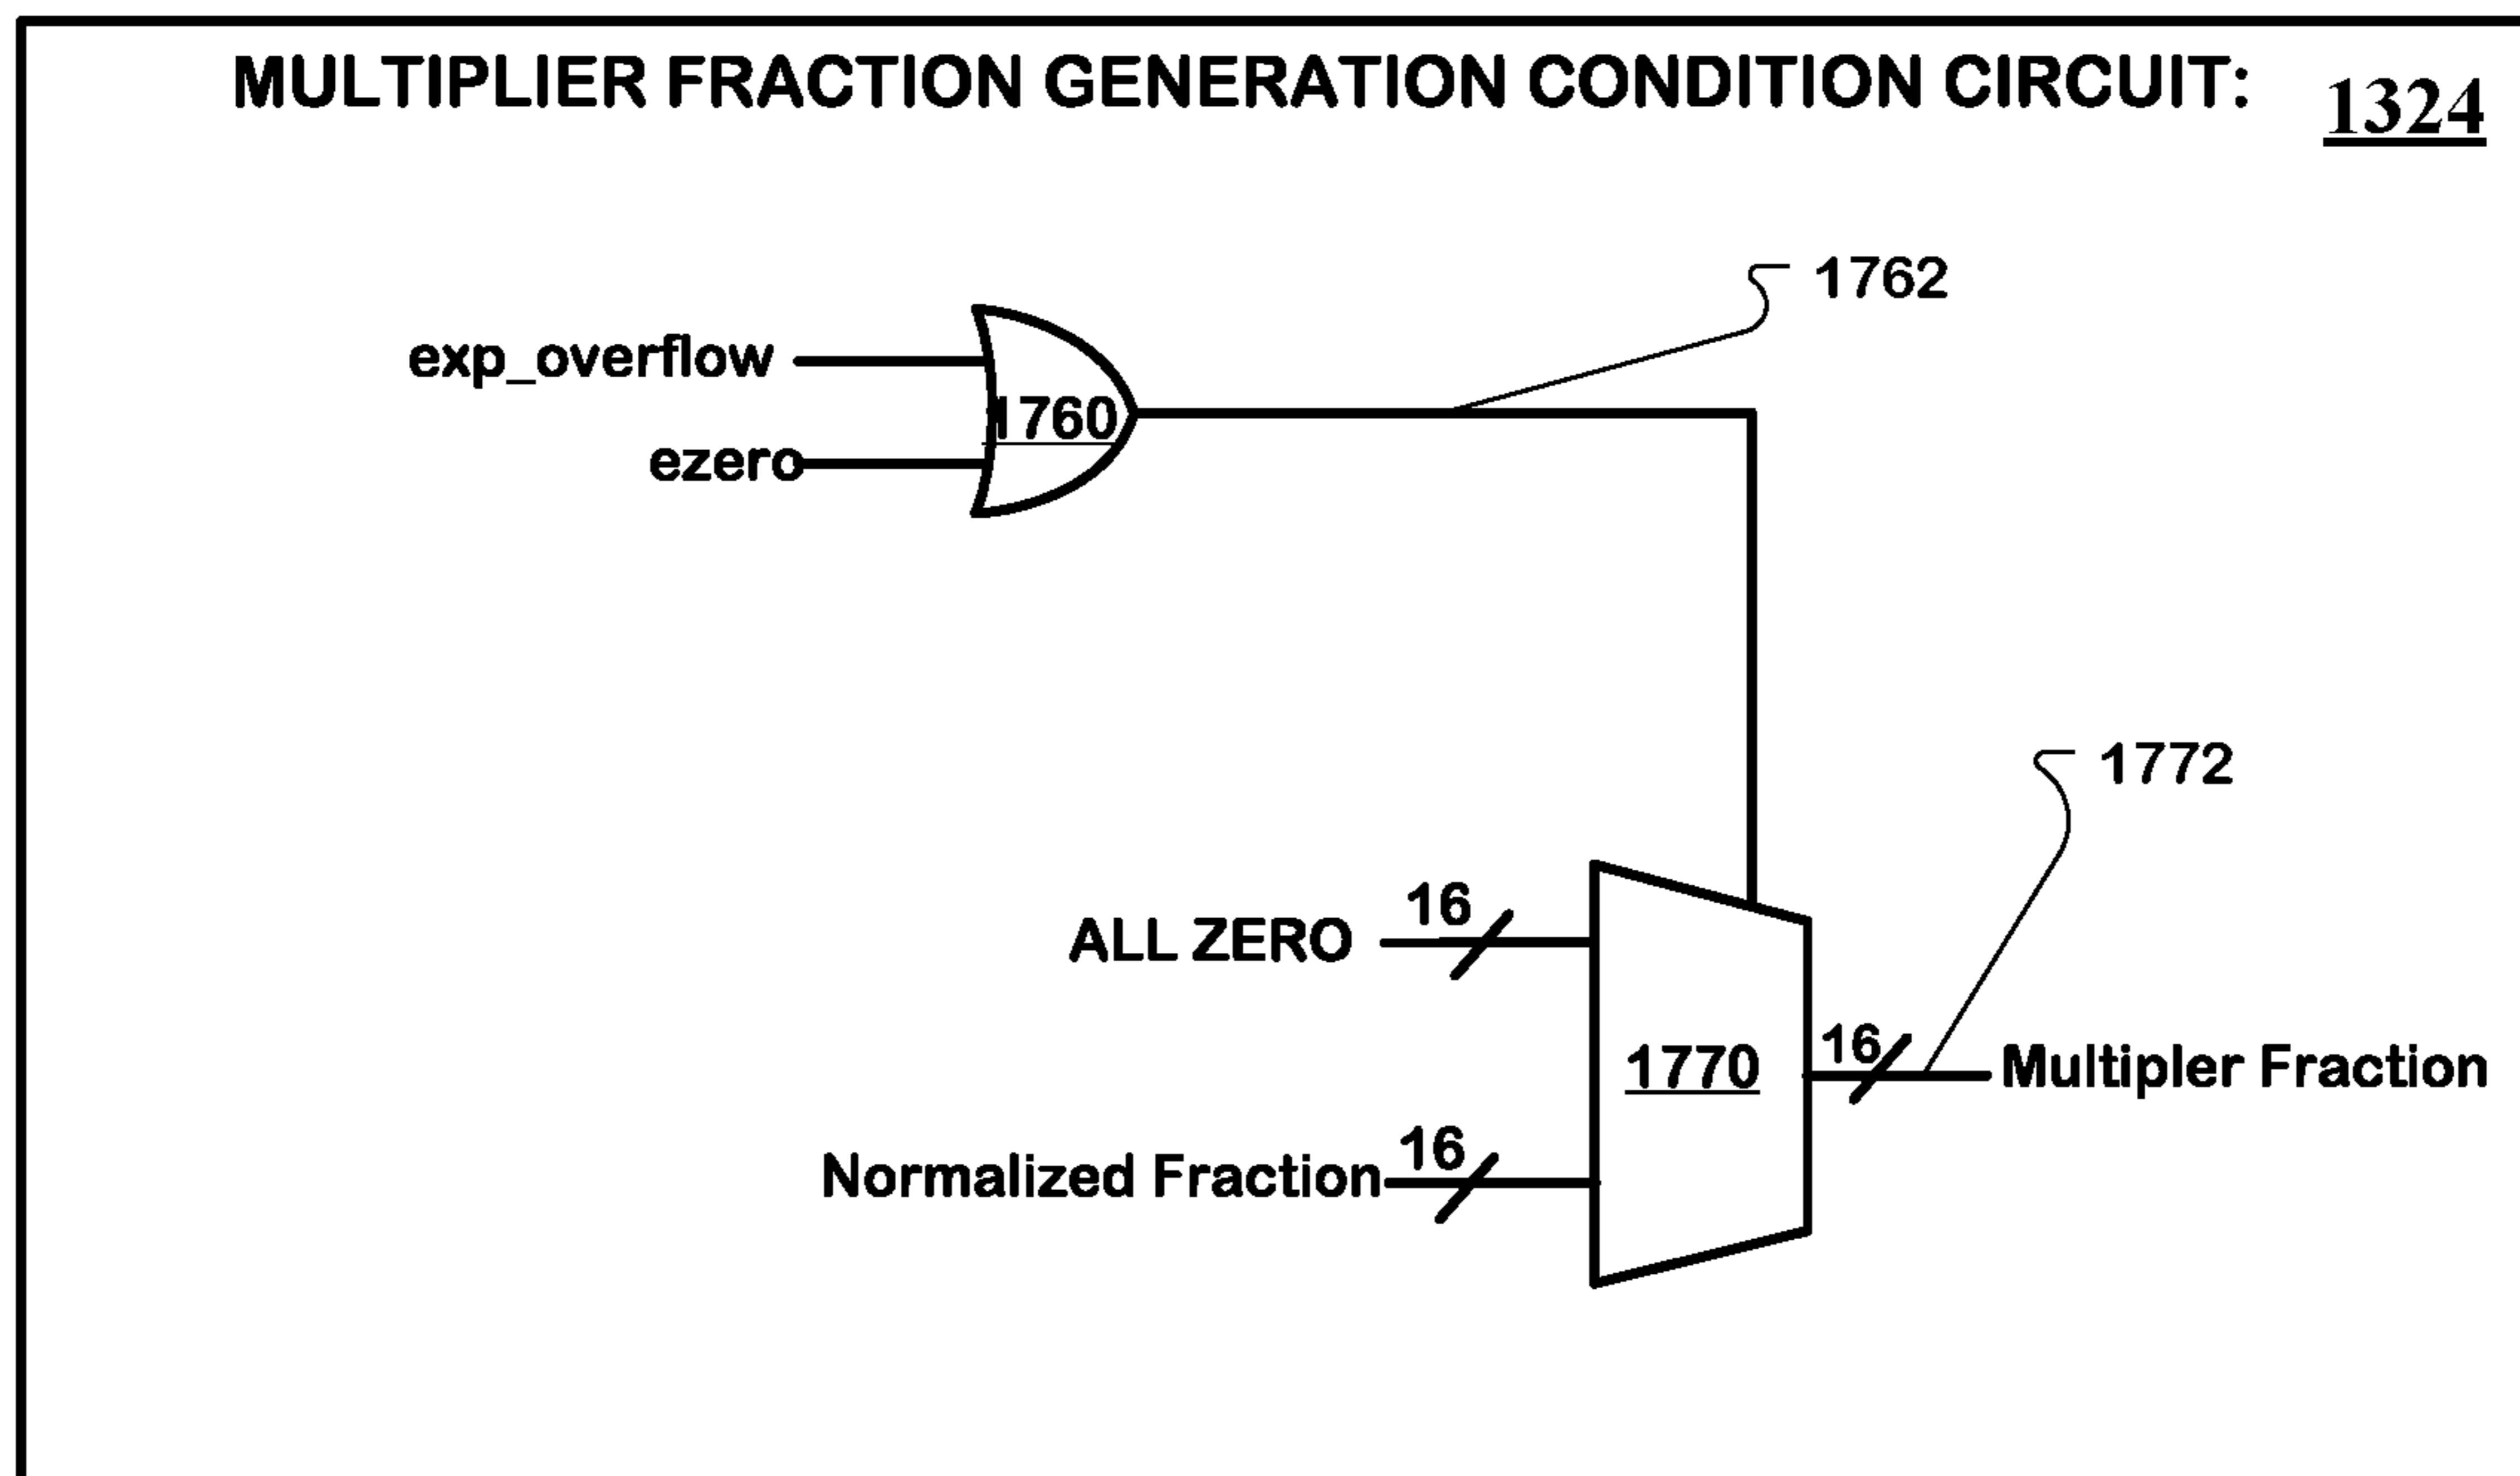 MULTIPLIER FRACTION GENERATION CONDITION CIRCUIT: 1324
1762
exp_overflow
1760
ezero
1772
16
ALL ZERO
16
1770
Multipler Fraction
16
Normalized Fraction